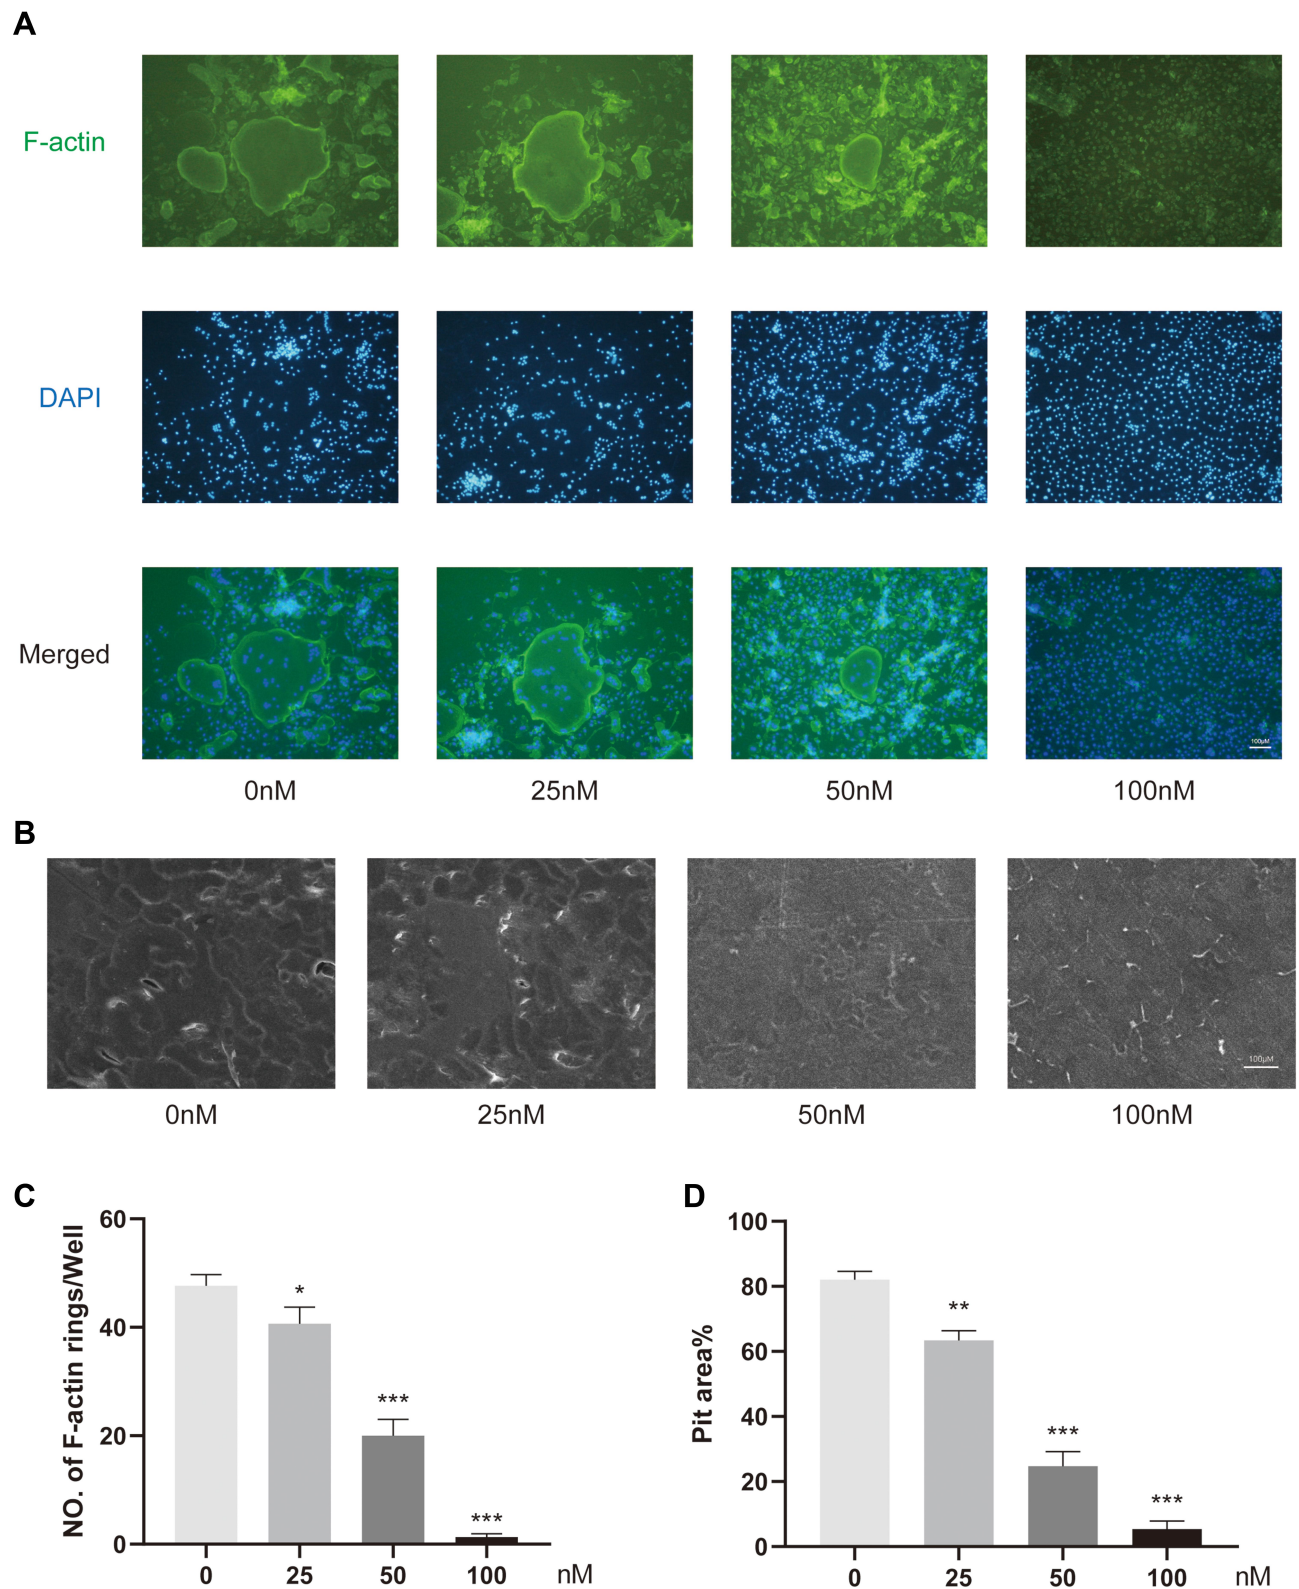 A
F-actin
DAPI
Merged
100μM
0nM 25nM 50nM 100nM
B
100μM
0nM 25nM 50nM 100nM
C
NO. of F-actin rings/Well
60
40
20
0
*
***
***
0 25 50 100 nM
D
Pit area%
100
80
60
40
20
0
**
***
***
0 25 50 100 nM